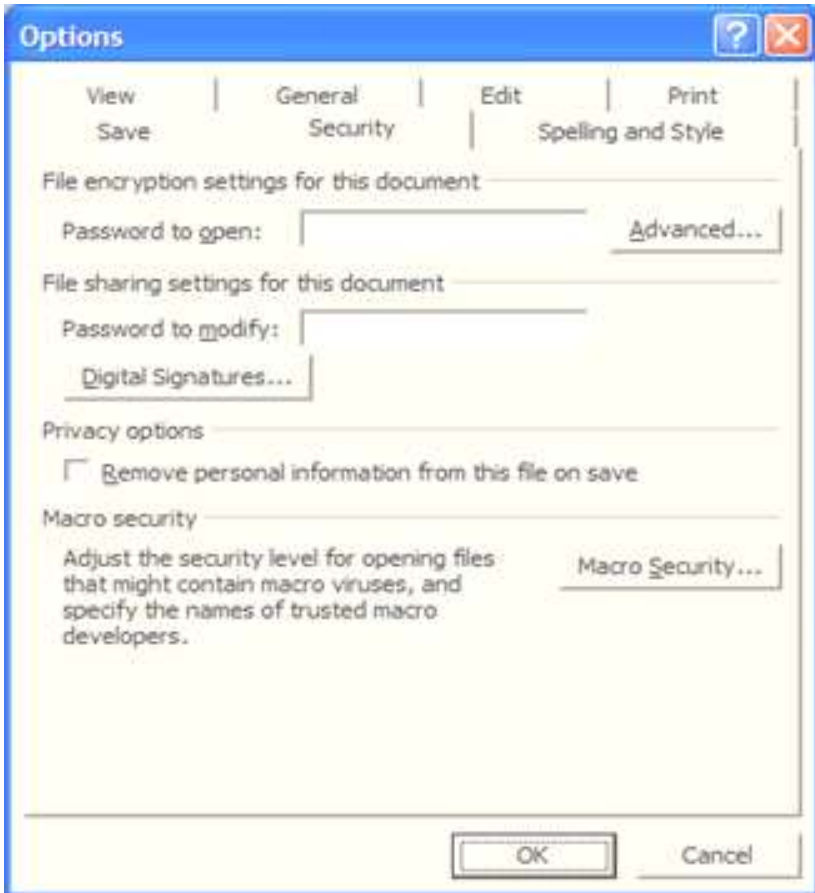 Options
View General Edit Print
Save Security Spelling and Style
File encryption settings for this document
Password to open: Advanced...
File sharing settings for this document
Password to modify:
Digital Signatures...
Privacy options
Remove personal information from this file on save
Macro security
Adjust the security level for opening files Macro Security...
that might contain macro viruses, and
specify the names of trusted macro
developers.
OK Cancel